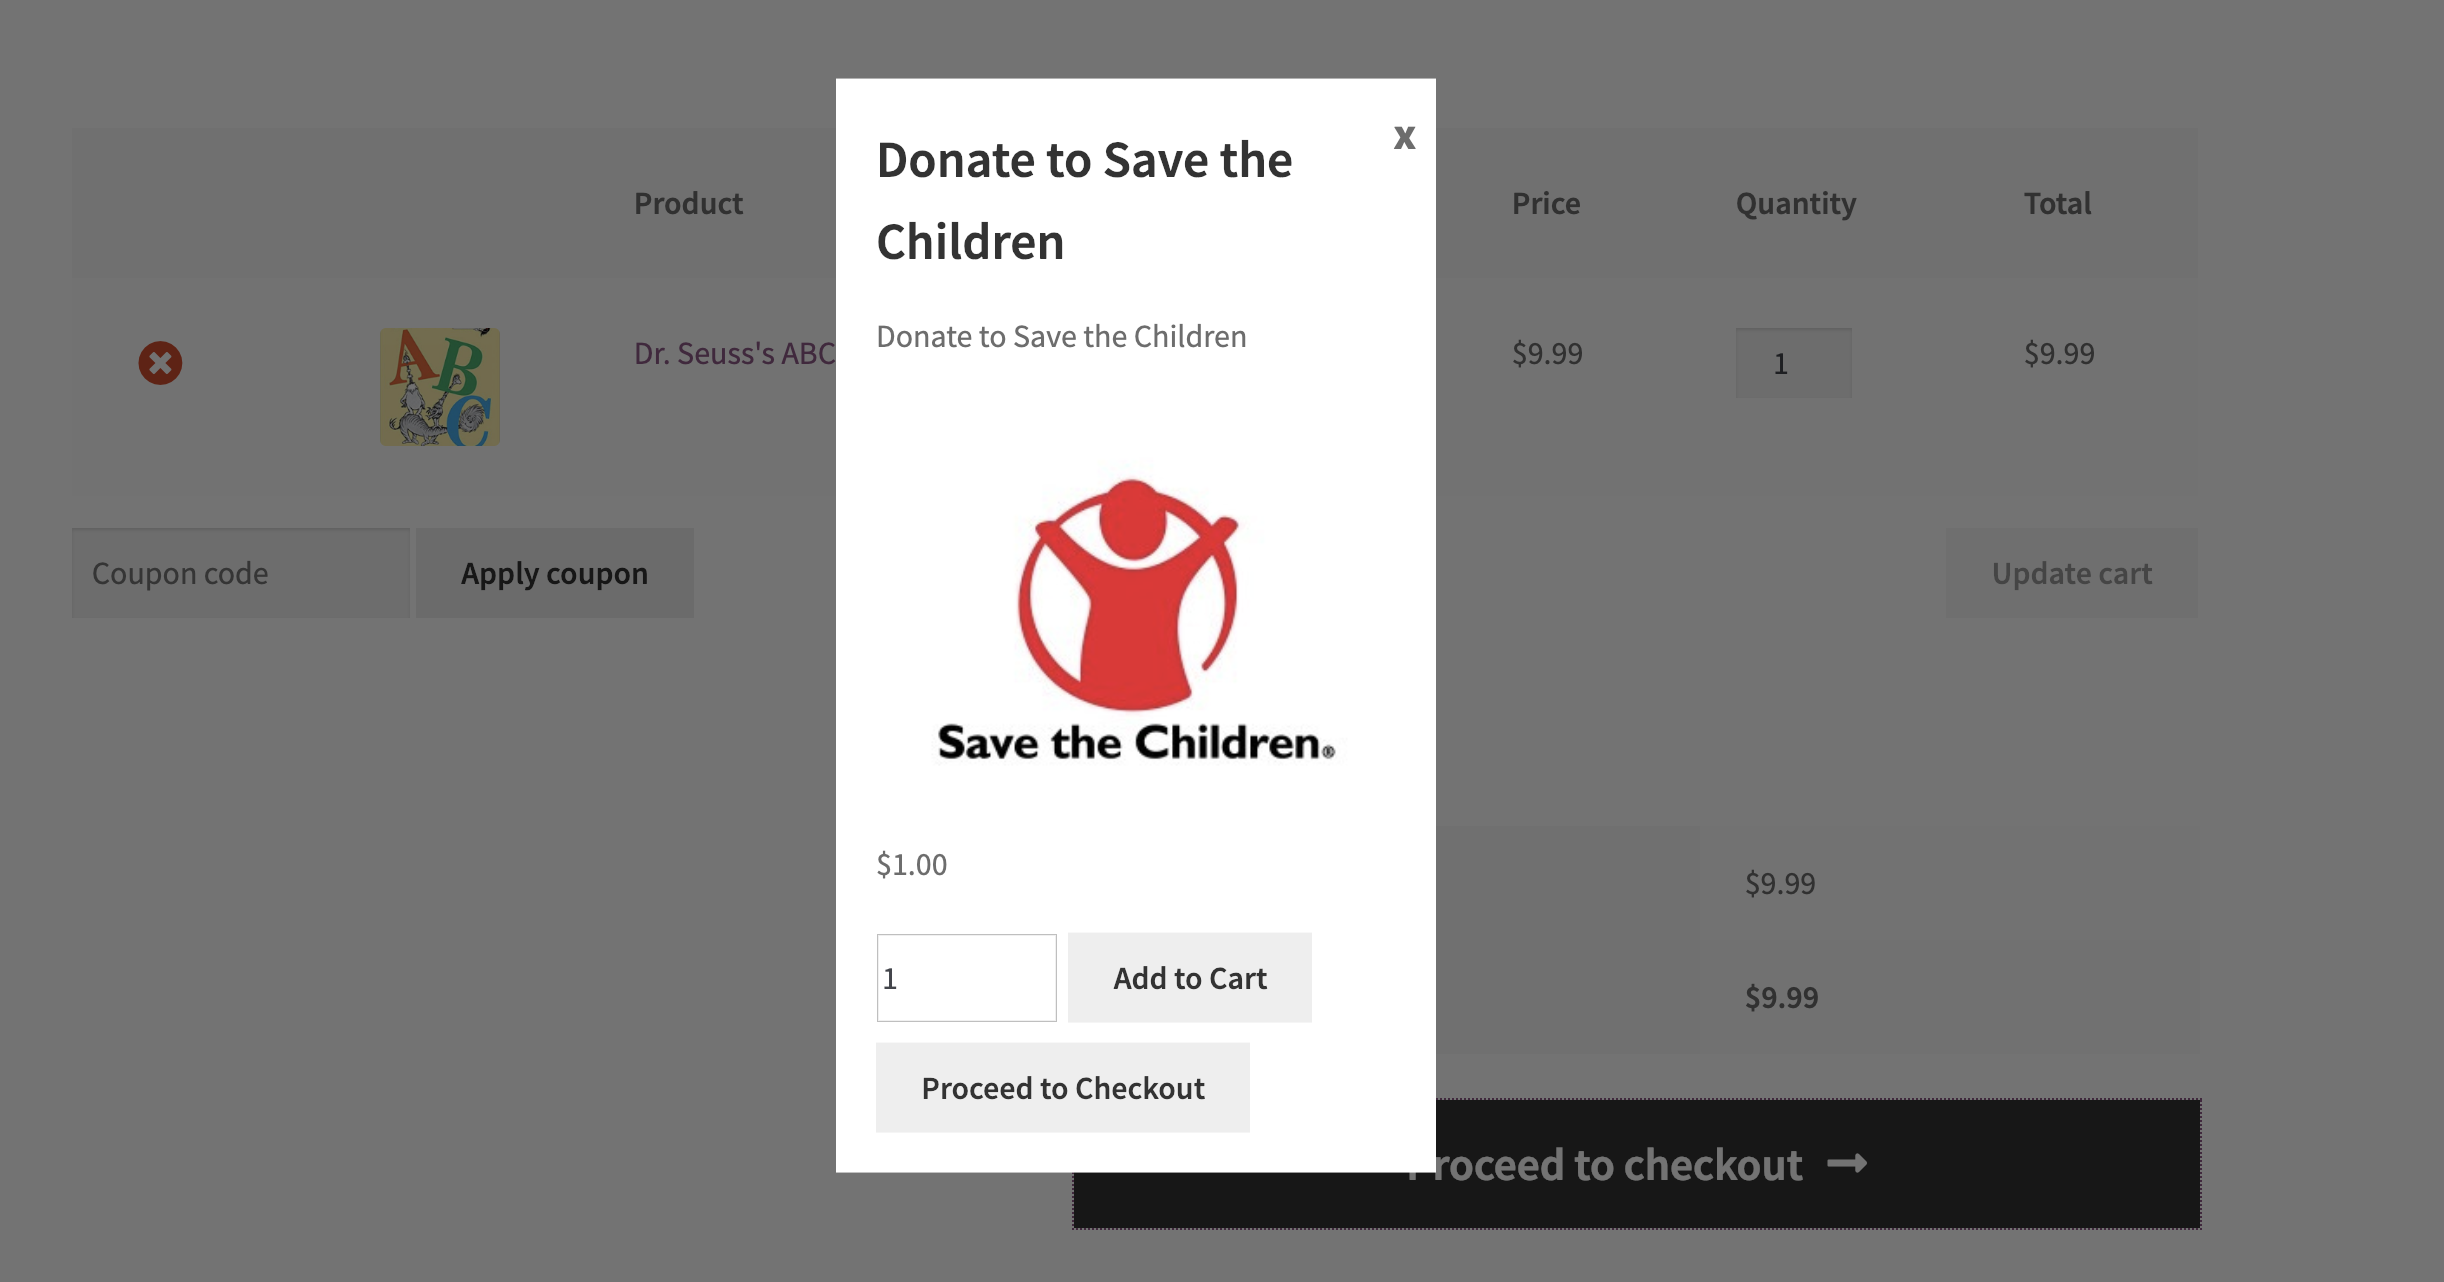 Donate to Save the
Children
x
Donate to Save the Children
Save the Children®
$1.00
1
Add to Cart
Proceed to Checkout
Product
Price
Quantity
Total
A
B
C
Dr. Seuss's ABC
$9.99
1
$9.99
Coupon code
Apply coupon
Update cart
$9.99
$9.99
Proceed to checkout →